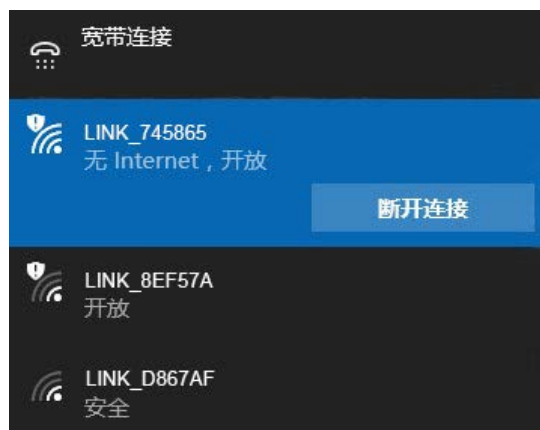 宽带连接
LINK_745865
无 Internet，开放
断开连接
LINK_8EF57A
开放
LINK_D867AF
安全